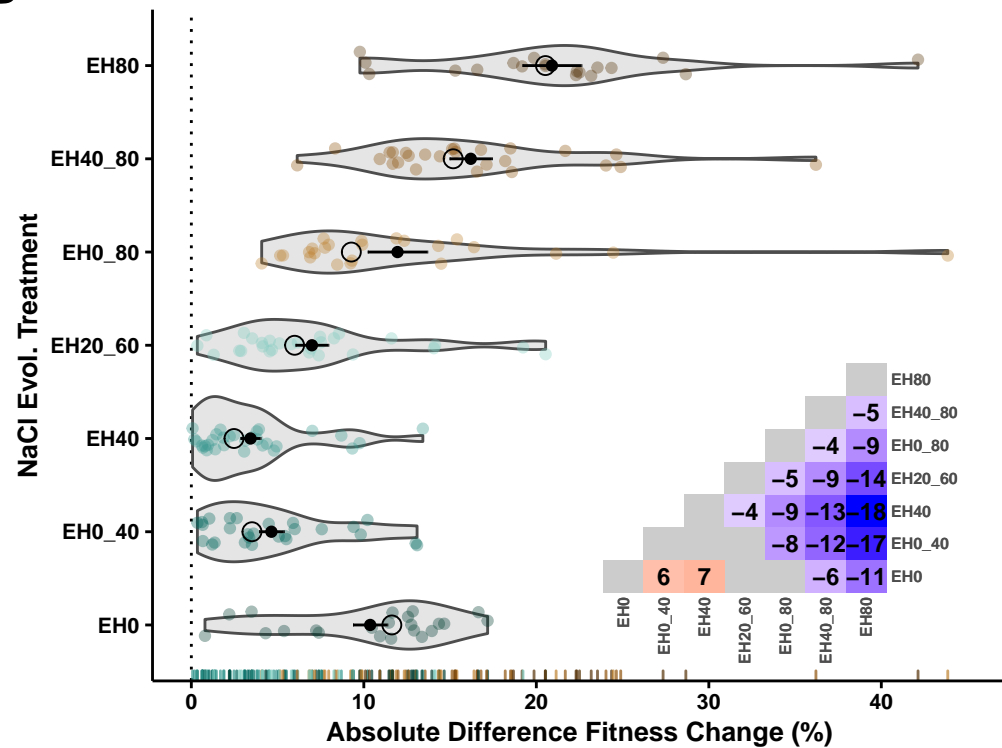 EH80
EH40_80
EH0_80
EH20_60
EH40
EH0_40
EH0
NaCl Evol. Treatment
0 10 20 30 40
Absolute Difference Fitness Change (%)
EH80
−5 EH40_80
−4 −9 EH0_80
−5 −9 −14 EH20_60
−4 −9 −13 −18 EH40
−8 −12 −17 EH0_40
6 7 −6 −11 EH0
EH0 EH0_40 EH40 EH20_60 EH0_80 EH40_80 EH80